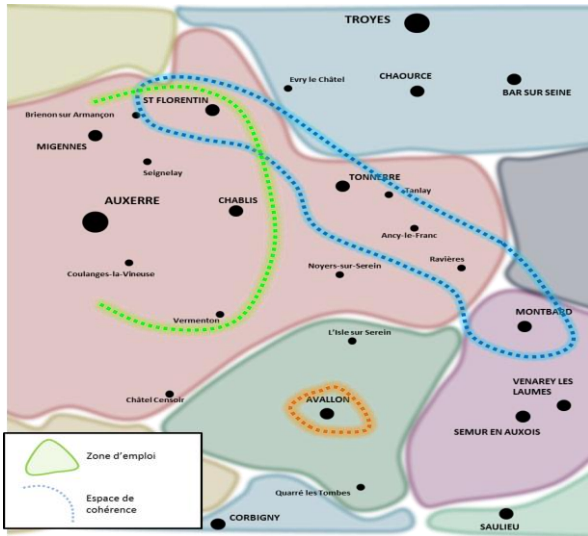 TROYES
Evry le Châtel
CHAOURCE
BAR SUR SEINE
ST FLORENTIN
Brienon sur Armançon
MIGENNES
Seignelay
TONNERRE
Tanlay
AUXERRE
CHABLIS
Ancy-le-Franc
Coulanges-la-Vineuse
Noyers-sur-Serein
Ravières
Vermenton
MONTBARD
L'Isle sur Serein
VENAREY LES
LAUMES
Châtel Censoir
AVALLON
SEMUR EN AUXOIS
Zone d'emploi
Espace de
cohérence
Quarré les Tombes
CORBIGNY
SAULIEU